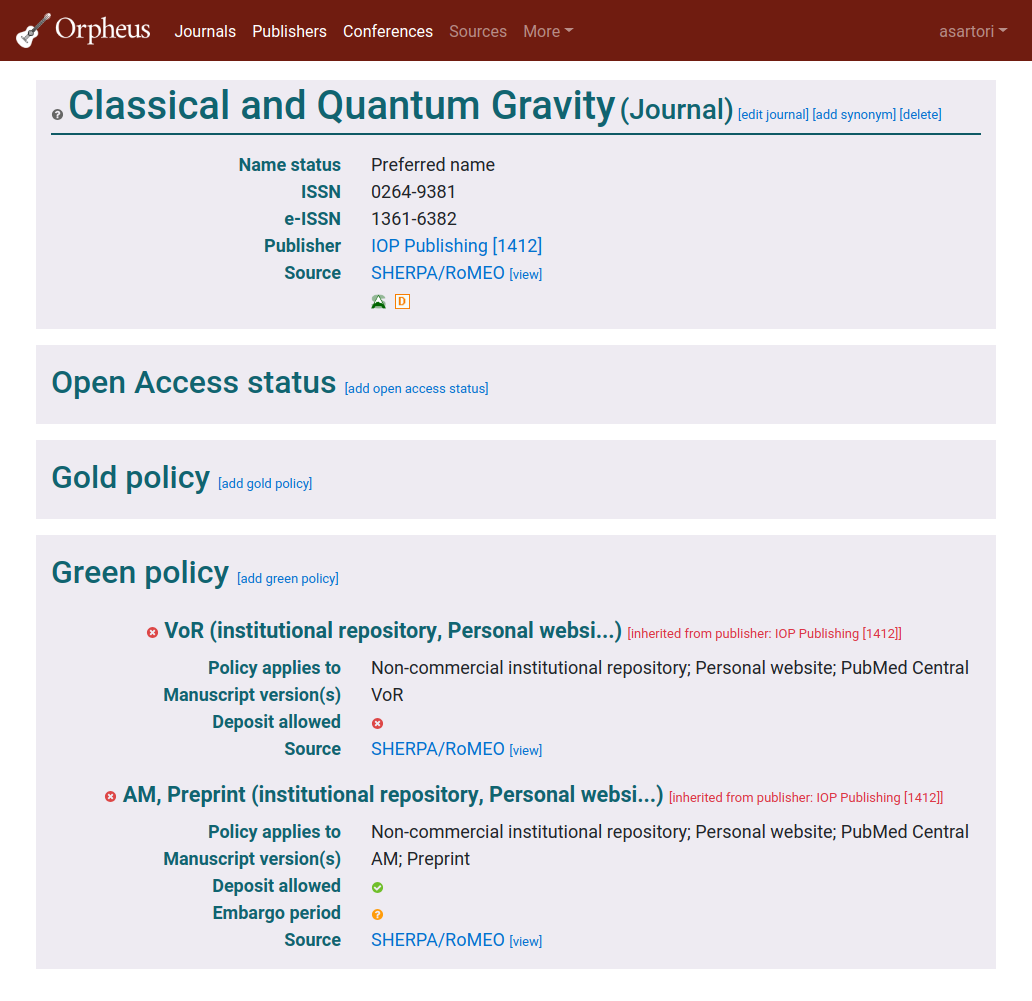 Orpheus Journals Publishers Conferences Sources More asartori
Classical and Quantum Gravity (Journal) [edit journal] [add synonym] [delete]
Name status Preferred name
ISSN 0264-9381
e-ISSN 1361-6382
Publisher IOP Publishing [1412]
Source SHERPA/RoMEO [view]
D
Open Access status [add open access status]
Gold policy [add gold policy]
Green policy [add green policy]
VoR (institutional repository, Personal websi...) [inherited from publisher: IOP Publishing [1412]]
Policy applies to Non-commercial institutional repository; Personal website; PubMed Central
Manuscript version(s) VoR
Deposit allowed
Source SHERPA/RoMEO [view]
AM, Preprint (institutional repository, Personal websi...) [inherited from publisher: IOP Publishing [1412]]
Policy applies to Non-commercial institutional repository; Personal website; PubMed Central
Manuscript version(s) AM; Preprint
Deposit allowed
Embargo period ?
Source SHERPA/RoMEO [view]